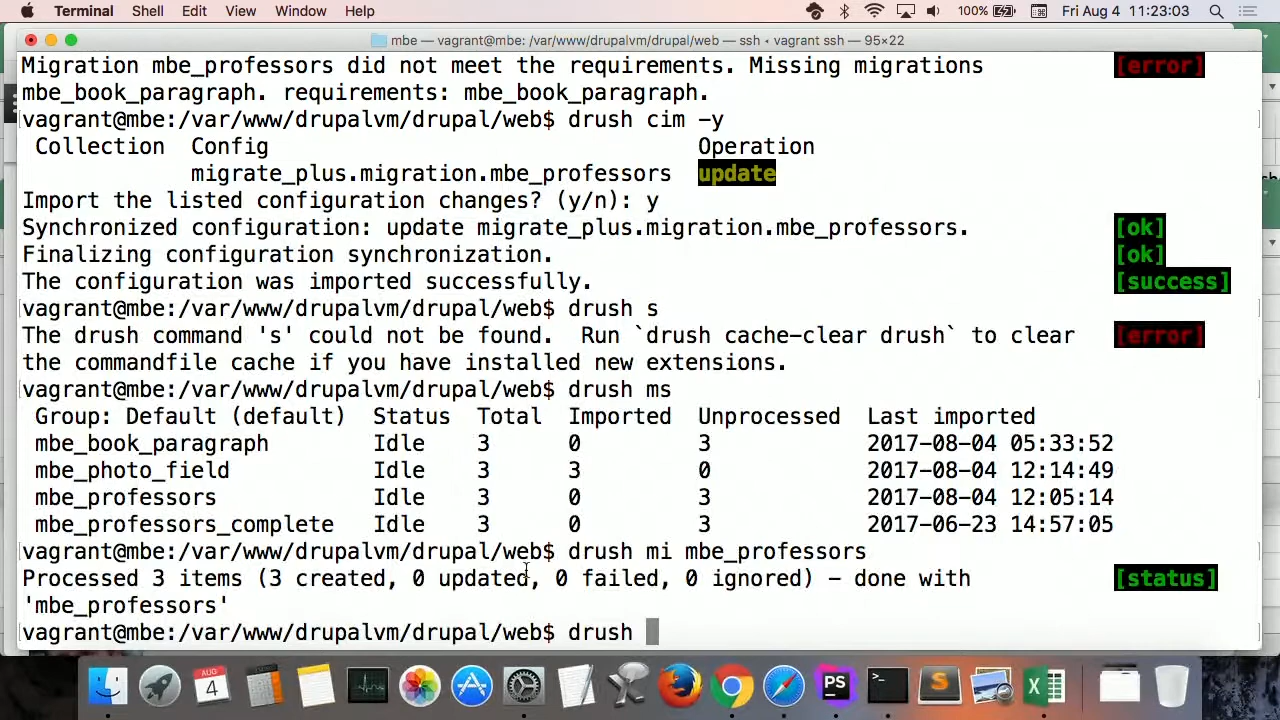 Terminal Shell Edit View Window Help 100% Fri Aug 4 11:23:03
mbe — vagrant@mbe: /var/www/drupalvm/drupal/web — ssh ◂ vagrant ssh — 95×22
Migration mbe_professors did not meet the requirements. Missing migrations [error]
mbe_book_paragraph. requirements: mbe_book_paragraph.
vagrant@mbe:/var/www/drupalvm/drupal/web$ drush cim -y
Collection Config Operation
migrate_plus.migration.mbe_professors update
Import the listed configuration changes? (y/n): y
Synchronized configuration: update migrate_plus.migration.mbe_professors. [ok]
Finalizing configuration synchronization. [ok]
The configuration was imported successfully. [success]
vagrant@mbe:/var/www/drupalvm/drupal/web$ drush s
The drush command 's' could not be found. Run `drush cache-clear drush` to clear [error]
the commandfile cache if you have installed new extensions.
vagrant@mbe:/var/www/drupalvm/drupal/web$ drush ms
Group: Default (default) Status Total Imported Unprocessed Last imported
mbe_book_paragraph Idle 3 0 3 2017-08-04 05:33:52
mbe_photo_field Idle 3 3 0 2017-08-04 12:14:49
mbe_professors Idle 3 0 3 2017-08-04 12:05:14
mbe_professors_complete Idle 3 0 3 2017-06-23 14:57:05
vagrant@mbe:/var/www/drupalvm/drupal/web$ drush mi mbe_professors
Processed 3 items (3 created, 0 updated, 0 failed, 0 ignored) - done with [status]
'mbe_professors'
vagrant@mbe:/var/www/drupalvm/drupal/web$ drush
AUG
4
PS
>_
S
X